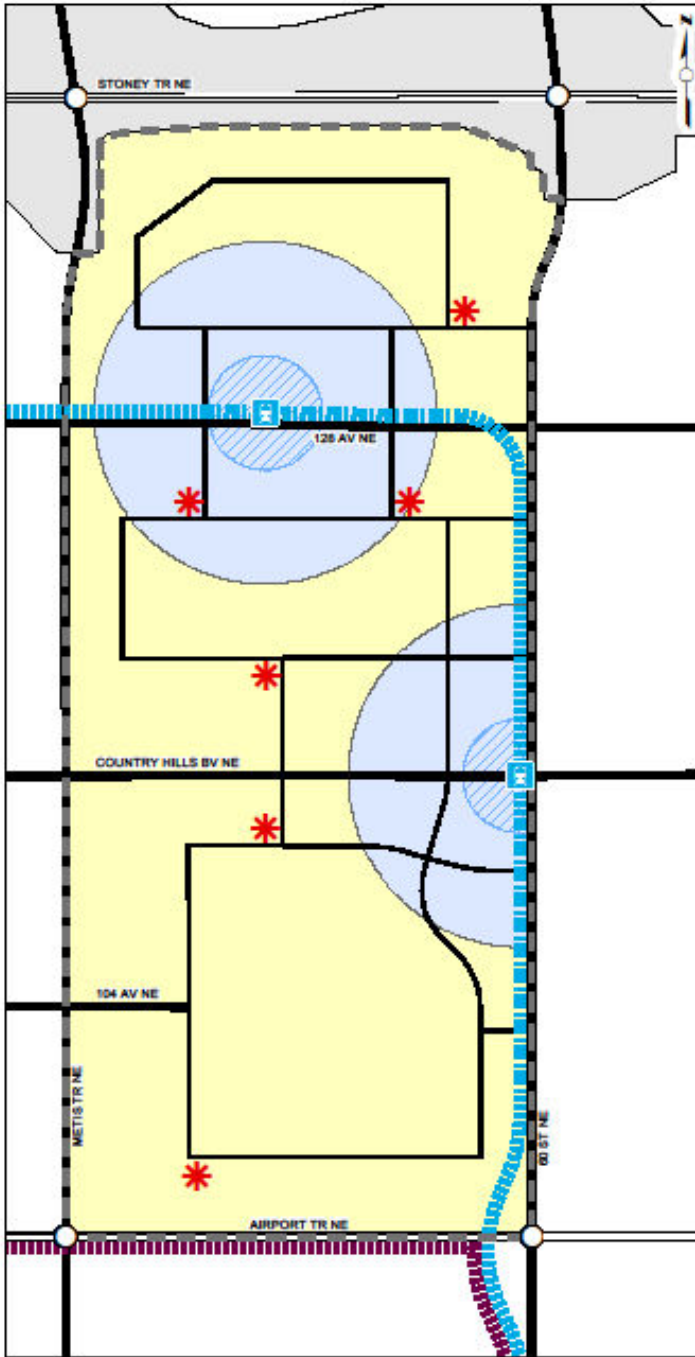 N
STONEY TR NE
128 AV NE
COUNTRY HILLS BV NE
104 AV NE
METIS TR NE
60 ST NE
AIRPORT TR NE